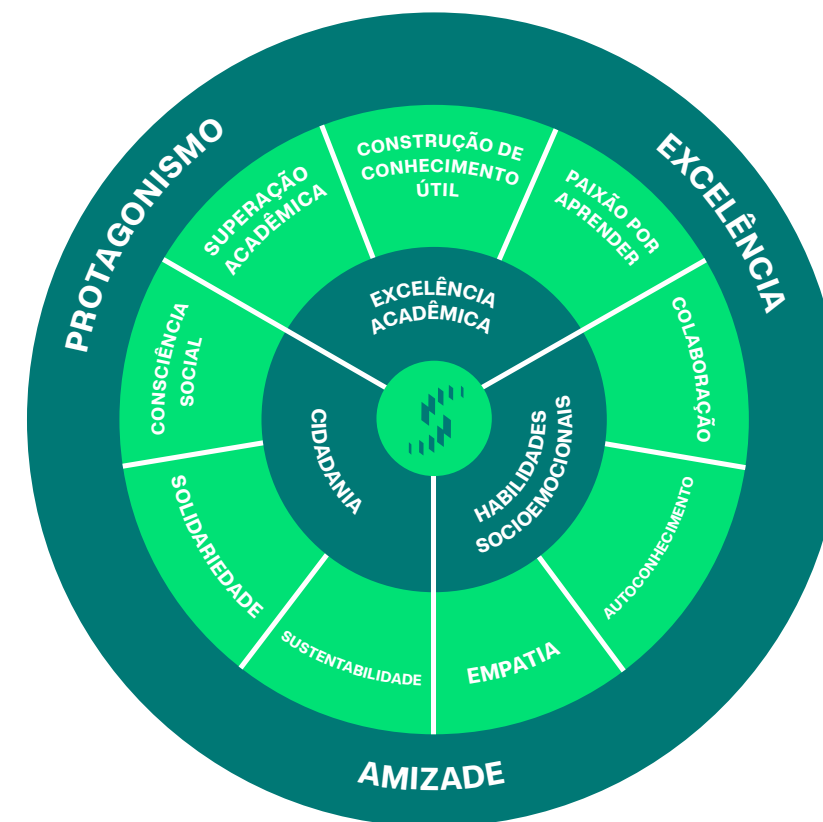 PROTAGONISMO
EXCELÊNCIA
AMIZADE
SUPERAÇÃO
ACADÊMICA
CONSTRUÇÃO DE
CONHECIMENTO
ÚTIL
PAIXÃO POR
APRENDER
COLABORAÇÃO
AUTOCONHECIMENTO
EMPATIA
SUSTENTABILIDADE
SOLIDARIEDADE
CONSCIÊNCIA
SOCIAL
EXCELÊNCIA
ACADÊMICA
HABILIDADES
SOCIOEMOCIONAIS
CIDADANIA